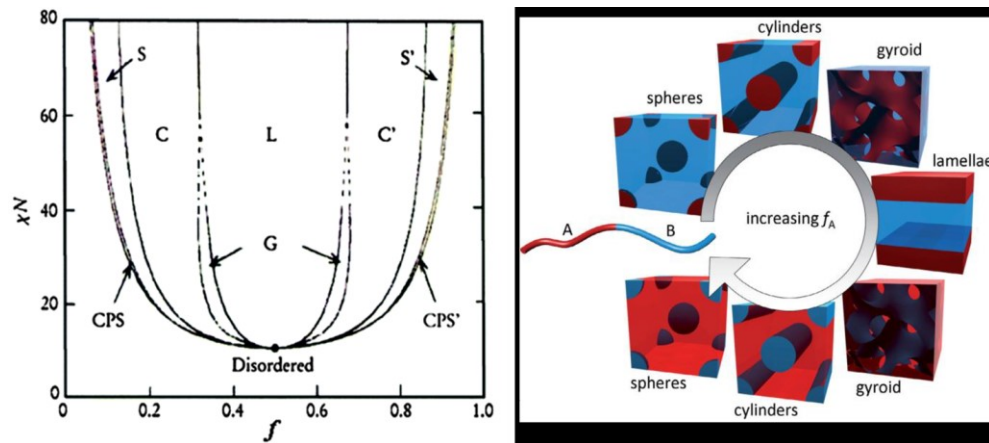 80
60
40
20
0
χN
S
S'
C
L
C'
G
CPS
CPS'
Disordered
0
0.2
0.4
0.6
0.8
1.0
f
cylinders
gyroid
spheres
lamellae
A
B
increasing fA
spheres
cylinders
gyroid